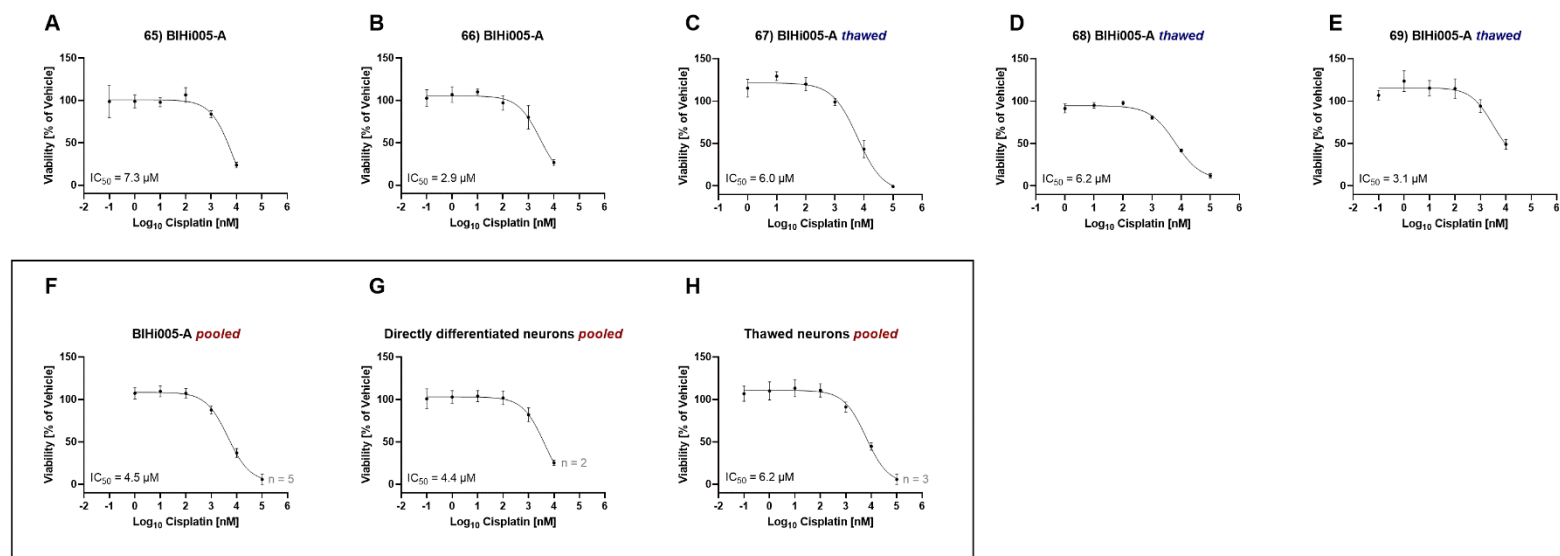 A
65) BIHi005-A
Viability [% of Vehicle]
150
100
50
0
IC50 = 7.3 µM
-2 -1 0 1 2 3 4 5 6
Log10 Cisplatin [nM]
B
66) BIHi005-A
Viability [% of Vehicle]
150
100
50
0
IC50 = 2.9 µM
-2 -1 0 1 2 3 4 5 6
Log10 Cisplatin [nM]
C
67) BIHi005-A thawed
Viability [% of Vehicle]
150
100
50
0
IC50 = 6.0 µM
-1 0 1 2 3 4 5 6
Log10 Cisplatin [nM]
D
68) BIHi005-A thawed
Viability [% of Vehicle]
150
100
50
0
IC50 = 6.2 µM
-1 0 1 2 3 4 5 6
Log10 Cisplatin [nM]
E
69) BIHi005-A thawed
Viability [% of Vehicle]
150
100
50
0
IC50 = 3.1 µM
-2 -1 0 1 2 3 4 5 6
Log10 Cisplatin [nM]
F
BIHi005-A pooled
Viability [% of Vehicle]
150
100
50
0
IC50 = 4.5 µM
n = 5
-2 -1 0 1 2 3 4 5 6
Log10 Cisplatin [nM]
G
Directly differentiated neurons pooled
Viability [% of Vehicle]
150
100
50
0
IC50 = 4.4 µM
n = 2
-2 -1 0 1 2 3 4 5 6
Log10 Cisplatin [nM]
H
Thawed neurons pooled
Viability [% of Vehicle]
150
100
50
0
IC50 = 6.2 µM
n = 3
-2 -1 0 1 2 3 4 5 6
Log10 Cisplatin [nM]